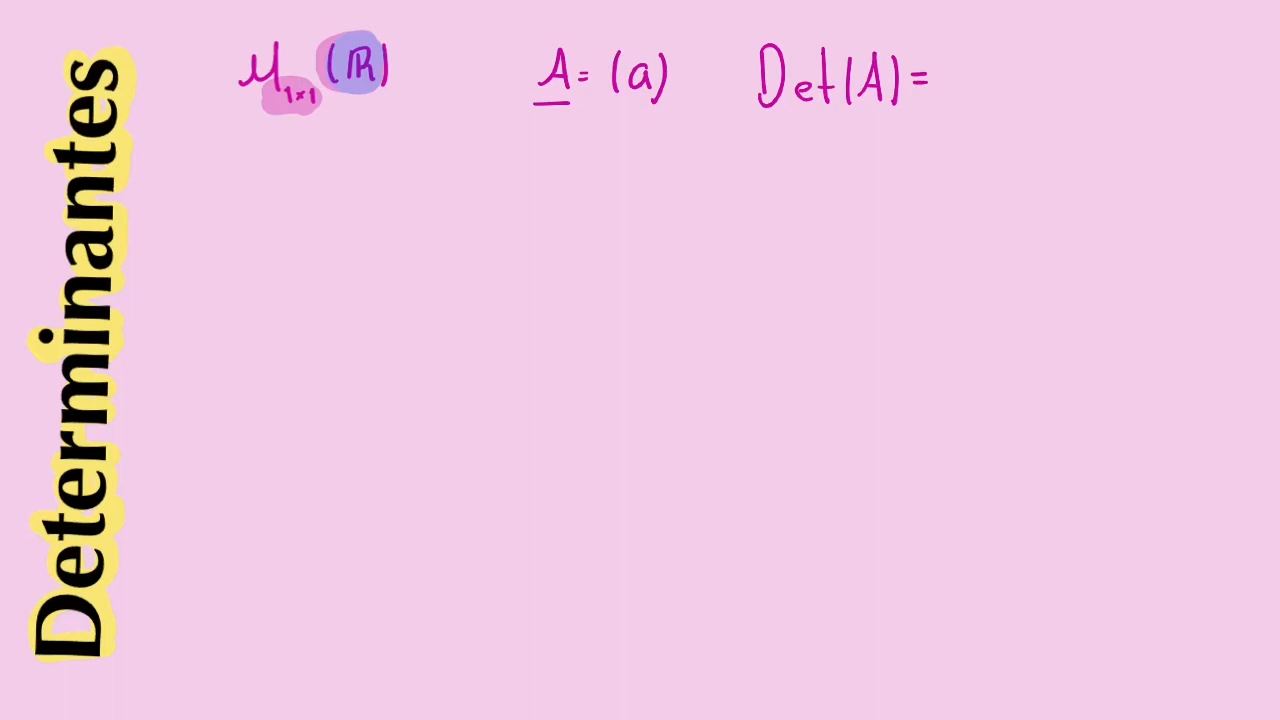 Determinantes
M₁ₓ₁(ℝ) A = (a) Det(A) =